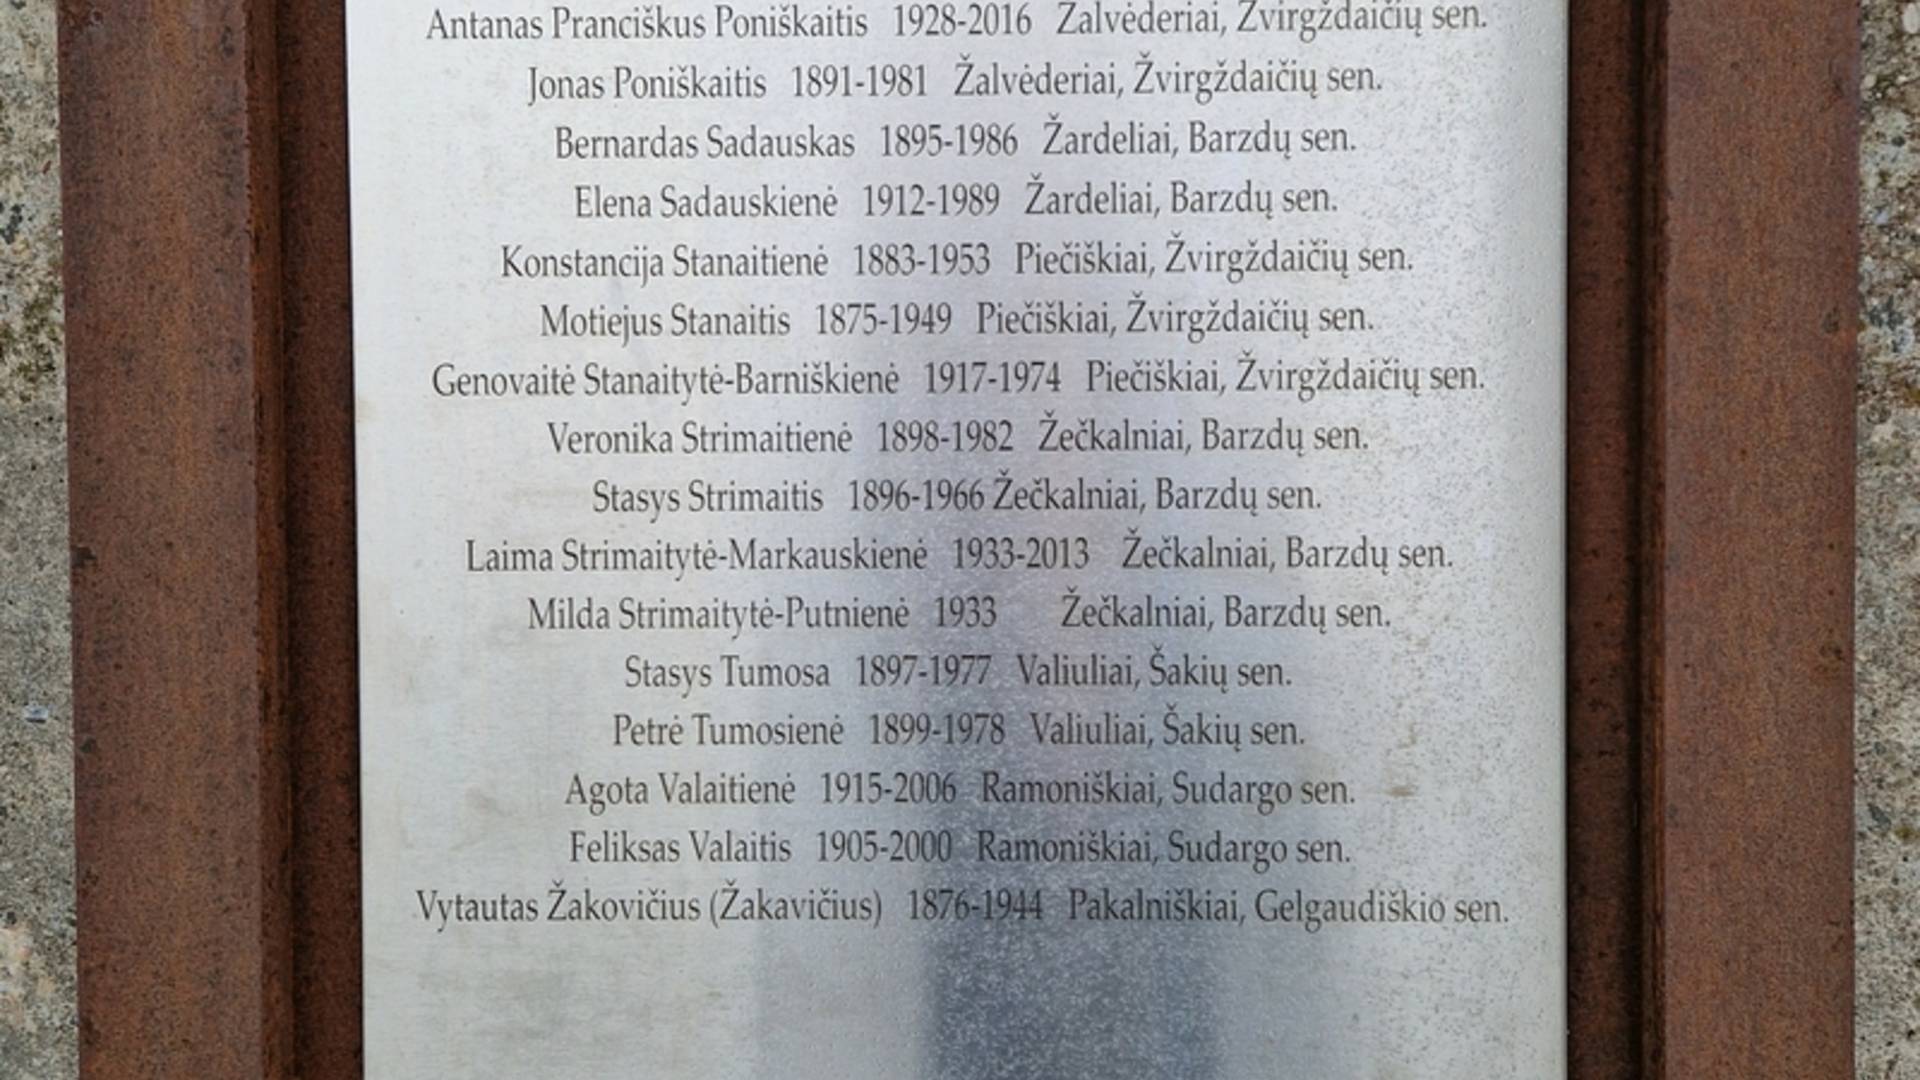 Antanas Pranciškus Poniškaitis 1928-2016 Žalvėderiai, Žvirgždaičių sen.
Jonas Poniškaitis 1891-1981 Žalvėderiai, Žvirgždaičių sen.
Bernardas Sadauskas 1895-1986 Žardeliai, Barzdų sen.
Elena Sadauskienė 1912-1989 Žardeliai, Barzdų sen.
Konstancija Stanaitienė 1883-1953 Piečiškiai, Žvirgždaičių sen.
Motiejus Stanaitis 1875-1949 Piečiškiai, Žvirgždaičių sen.
Genovaitė Stanaitytė-Barniškienė 1917-1974 Piečiškiai, Žvirgždaičių sen.
Veronika Strimaitienė 1898-1982 Žečkalniai, Barzdų sen.
Stasys Strimaitis 1896-1966 Žečkalniai, Barzdų sen.
Laima Strimaitytė-Markauskienė 1933-2013 Žečkalniai, Barzdų sen.
Milda Strimaitytė-Putnienė 1933 Žečkalniai, Barzdų sen.
Stasys Tumosa 1897-1977 Valiuliai, Šakių sen.
Petrė Tumosienė 1899-1978 Valiuliai, Šakių sen.
Agota Valaitienė 1915-2006 Ramoniškiai, Sudargo sen.
Feliksas Valaitis 1905-2000 Ramoniškiai, Sudargo sen.
Vytautas Žakovičius (Žakavičius) 1876-1944 Pakalniškiai, Gelgaudiškio sen.